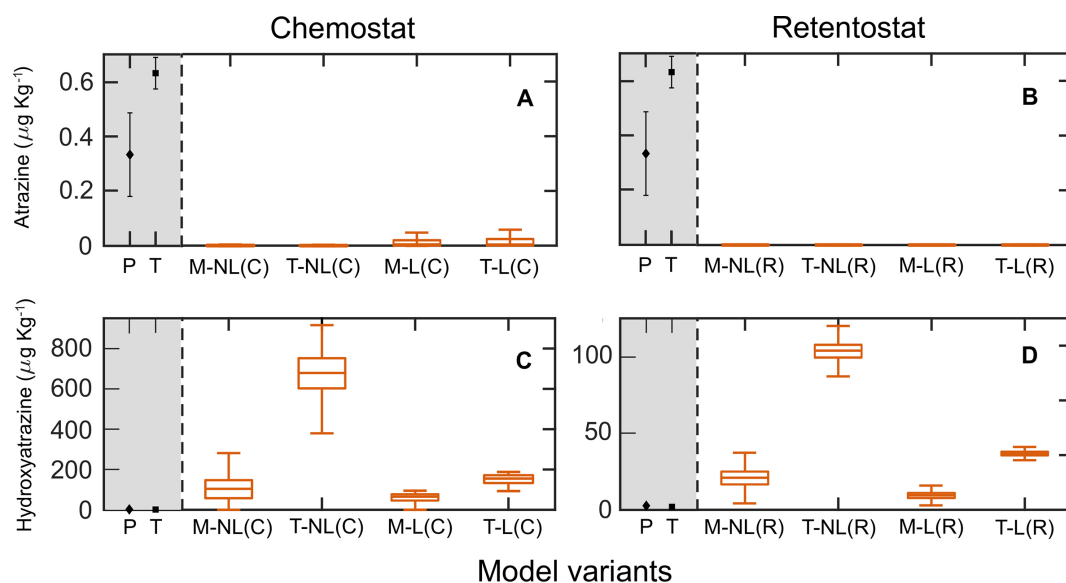 Chemostat
Retentostat
Atrazine (μg Kg⁻¹)
0.6
0.4
0.2
0
A
B
P T M-NL(C) T-NL(C) M-L(C) T-L(C)
P T M-NL(R) T-NL(R) M-L(R) T-L(R)
Hydroxyatrazine (μg Kg⁻¹)
800
600
400
200
0
C
100
50
0
D
P T M-NL(C) T-NL(C) M-L(C) T-L(C)
P T M-NL(R) T-NL(R) M-L(R) T-L(R)
Model variants